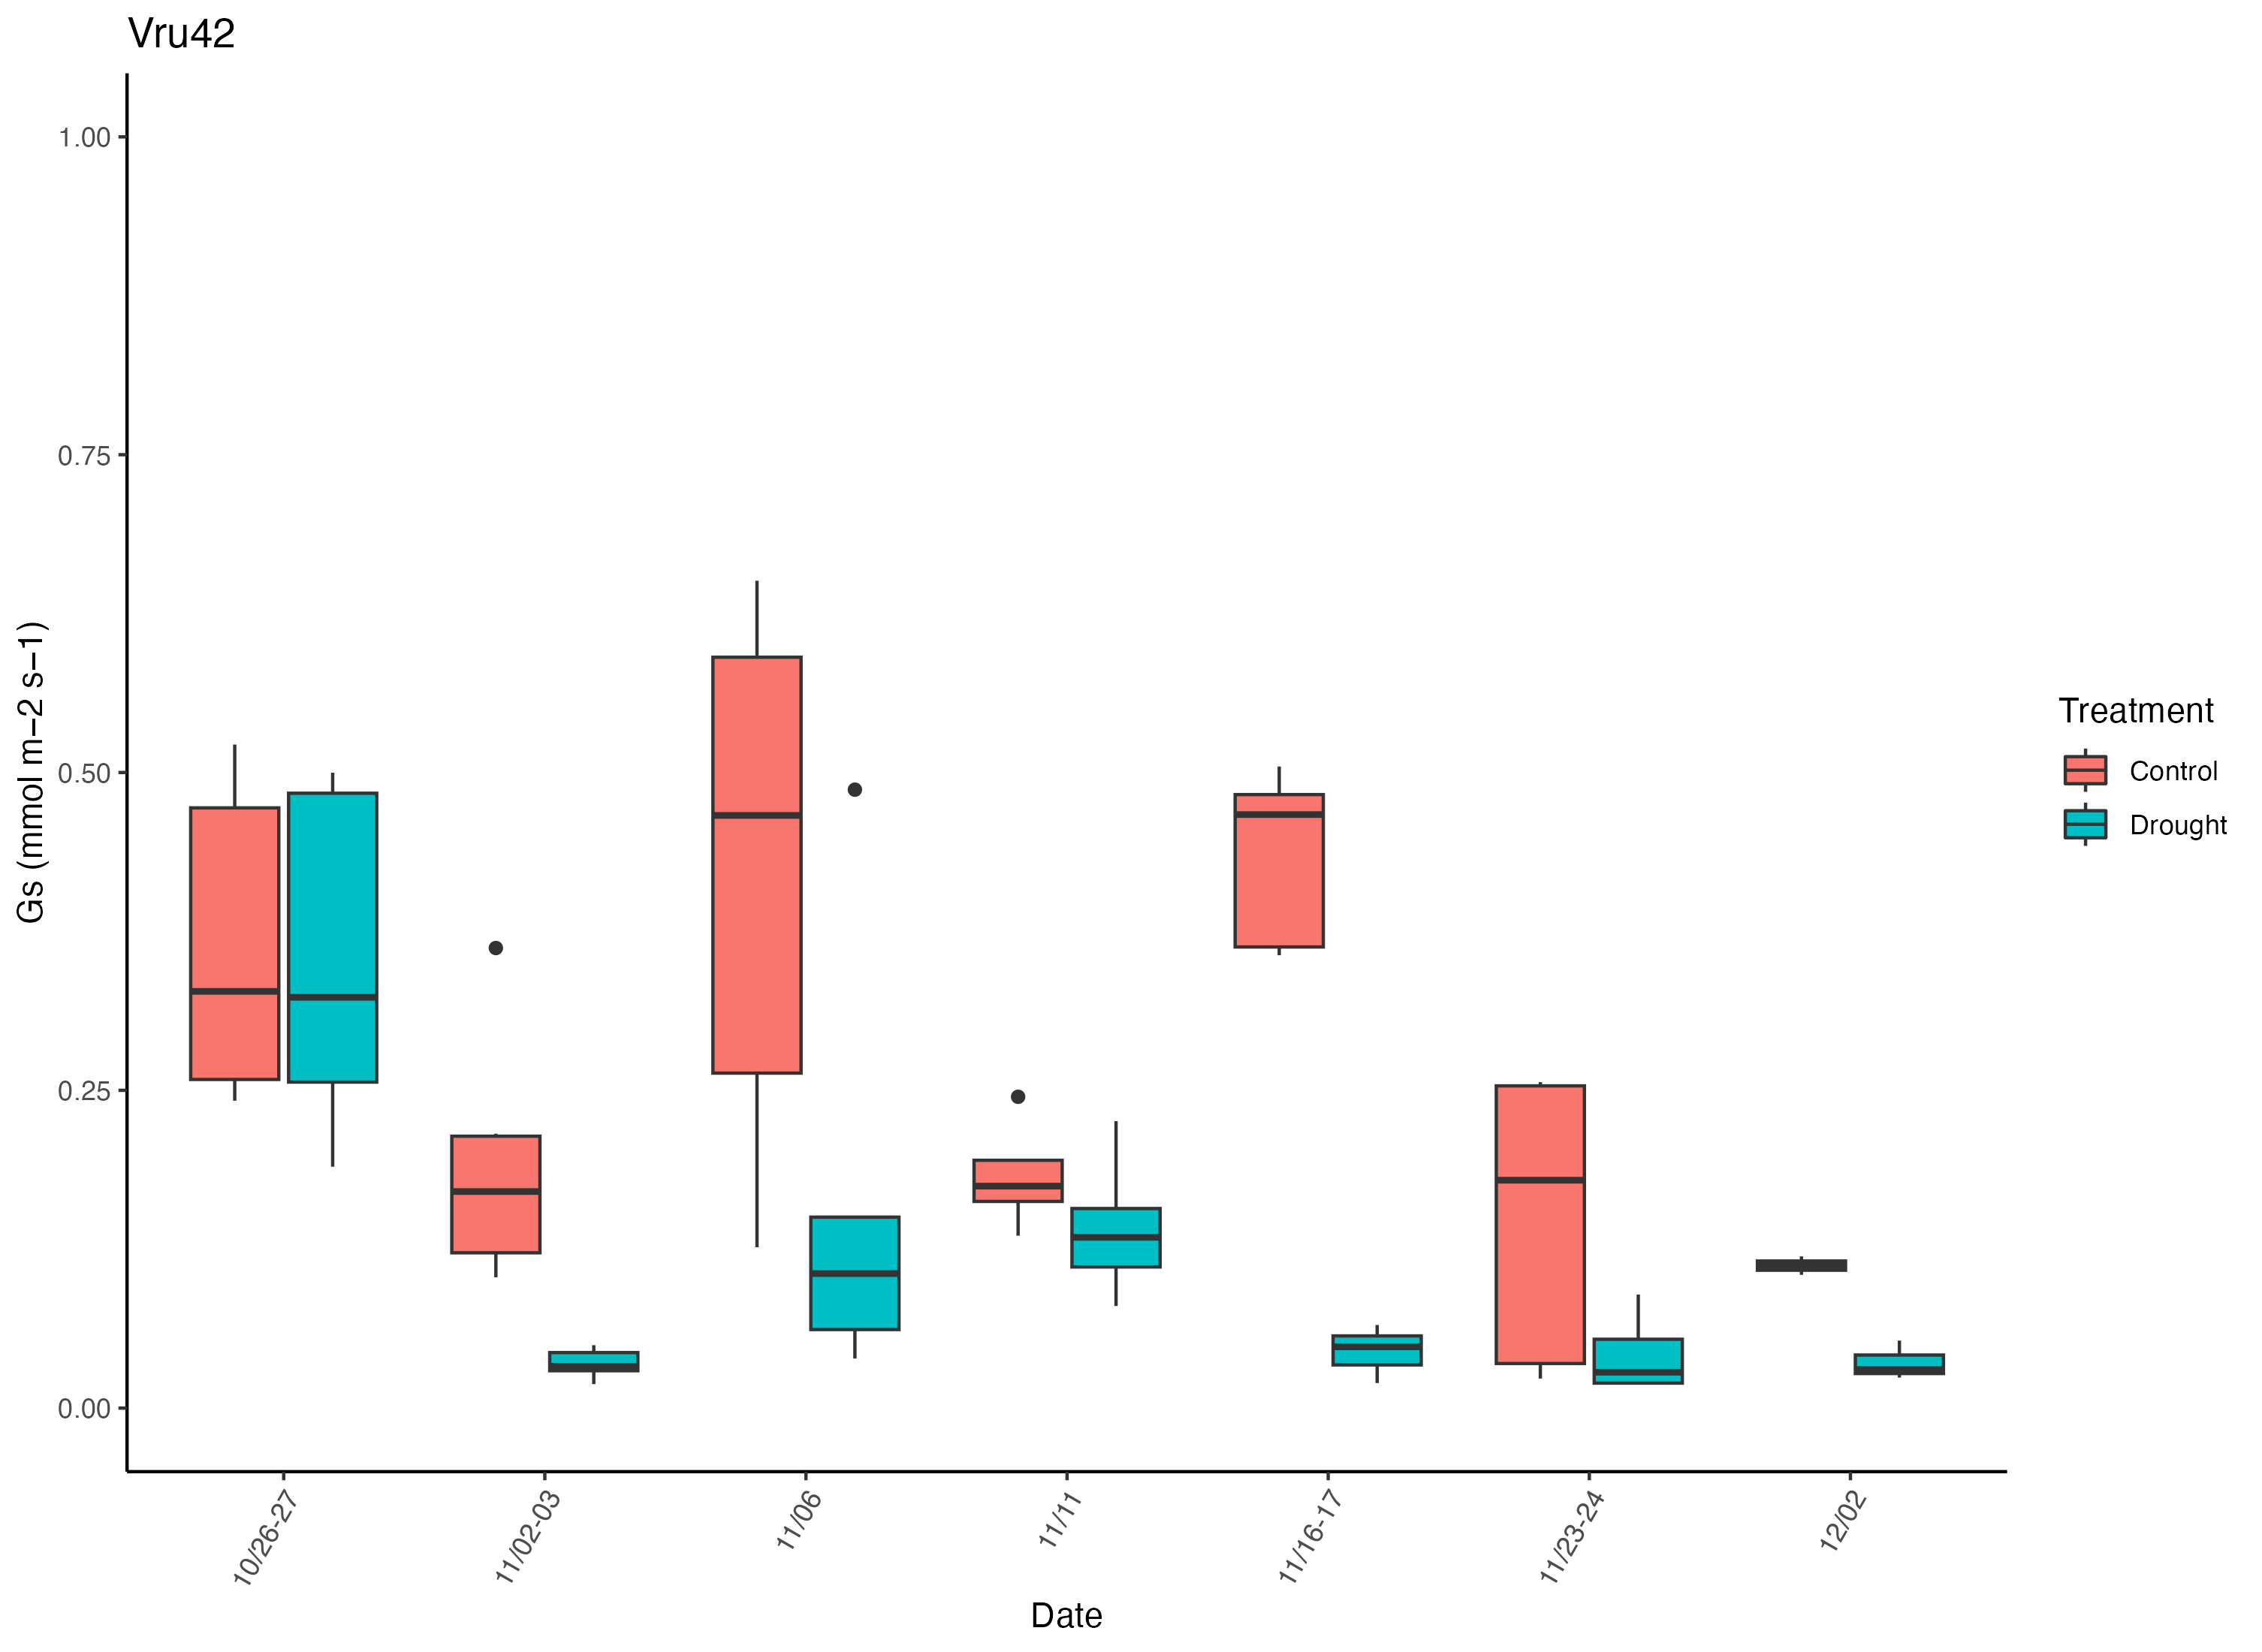 Vru42
1.00
0.75
0.50
0.25
0.00
Gs (mmol m−2 s−1)
10/26-27
11/02-03
11/06
11/11
11/16-17
11/23-24
12/02
Date
Treatment
Control
Drought